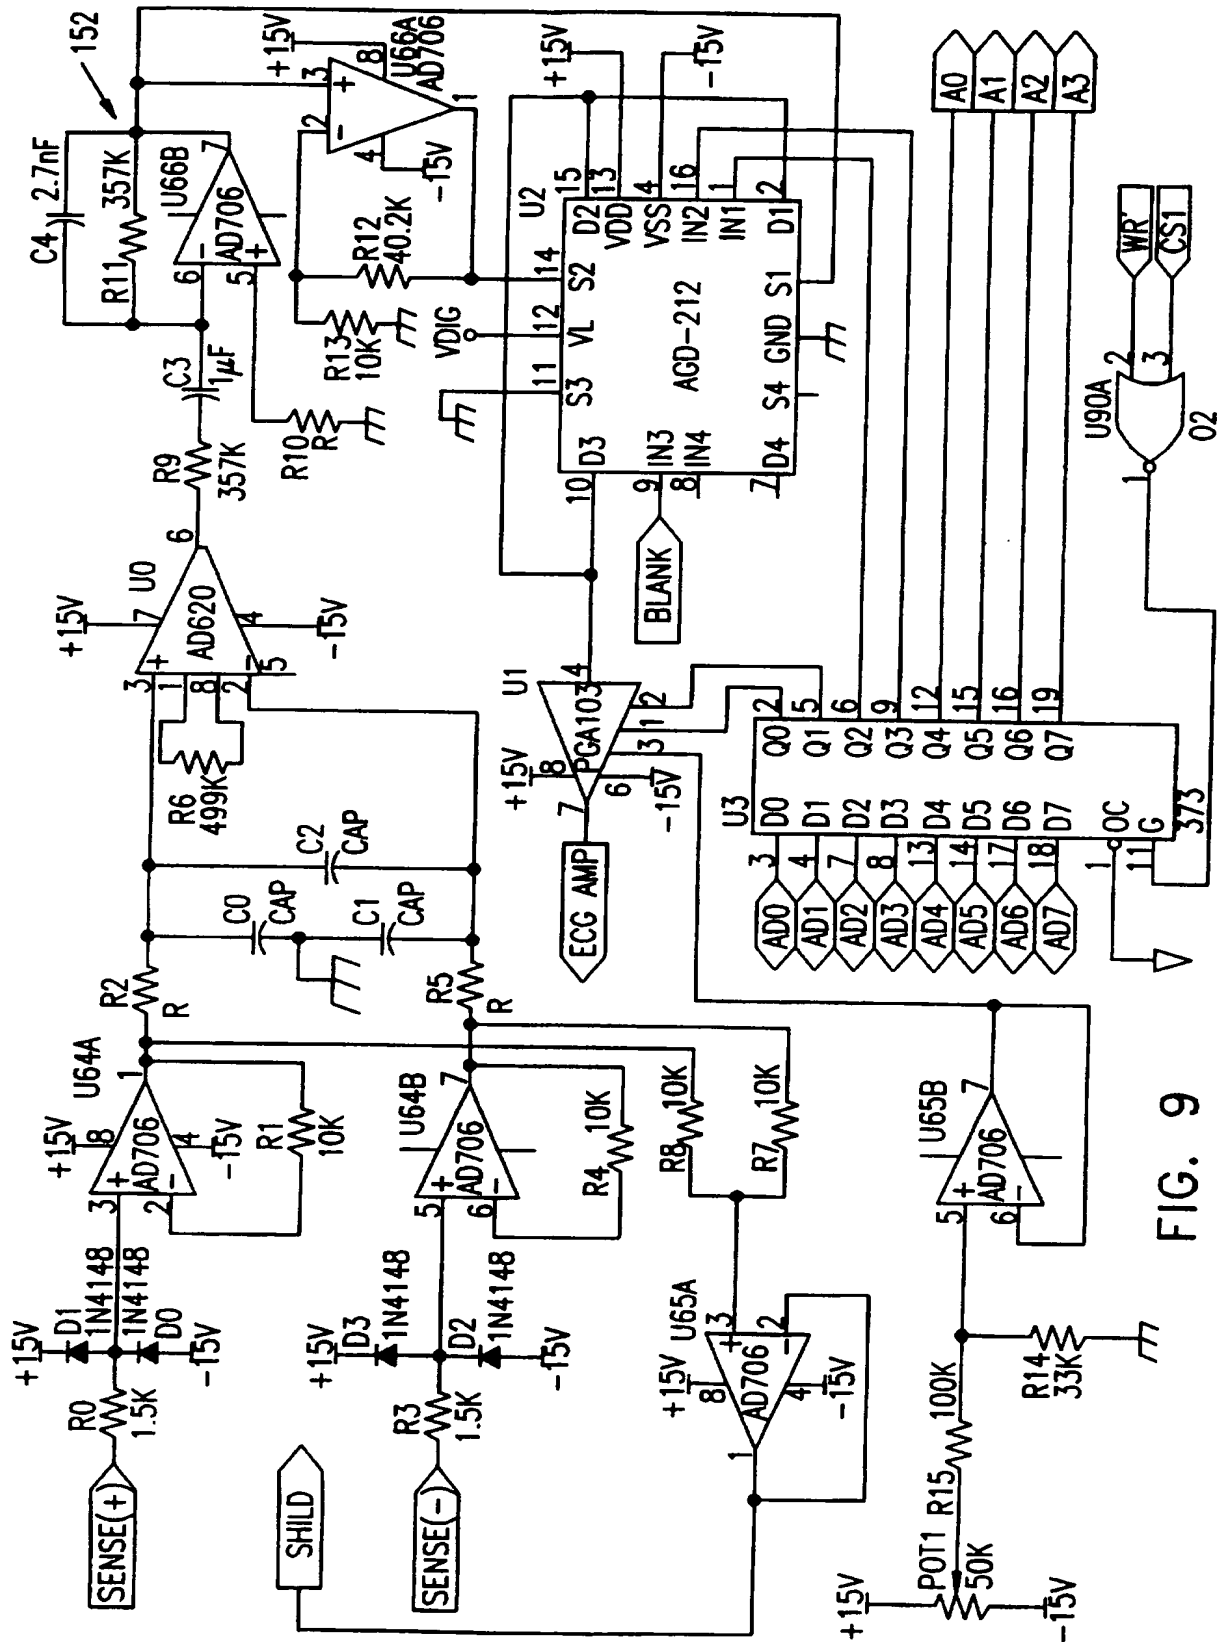 152
C4 2.7nF
R11 357K
U66B
AD706
6
5
7
-
+
+15V
8
U66A
AD706
3
2
1
4
-15V
+
-
R12
40.2K
R13
10K
VDIG
C3
1µF
R9
357K
R10
R
+15V
7
U0
AD620
3
1
8
2
6
4
5
+
-
-15V
R6
499K
C2
CAP
C0
CAP
C1
CAP
R2
R
R5
R
+15V
8
U64A
AD706
3
2
1
4
+
-
-15V
R1
10K
U64B
AD706
5
6
7
+
-
R4
10K
R8
10K
R7
10K
+15V
D1
1N4148
1N4148
D0
-15V
R0
1.5K
SENSE(+)
SHILD
+15V
D3
1N4148
D2
1N4148
-15V
R3
1.5K
SENSE(-)
U2
AGD-212
11
S3
12
VL
14
S2
15
D2
13
VDD
4
VSS
16
IN2
1
IN1
2
D1
+15V
-15V
10
D3
9
IN3
8
IN4
7
D4
S4
GND
S1
BLANK
U1
PGA103
4
+15V
8
7
6
-15V
3
1
2
ECG AMP
U3
AD0 3 D0 Q0 2
AD1 4 D1 Q1 5
AD2 7 D2 Q2 6
AD3 8 D3 Q3 9
AD4 13 D4 Q4 12 A0
AD5 14 D5 Q5 15 A1
AD6 17 D6 Q6 16 A2
AD7 18 D7 Q7 19 A3
1 OC
11 G
373
WR'
CS1
2
3
U90A
02
1
U65A
+15V
8
AD706
3
2
1
4
+
-
-15V
U65B
AD706
5
6
7
+
-
+15V
POT1
50K
-15V
R15
100K
R14
33K
FIG. 9